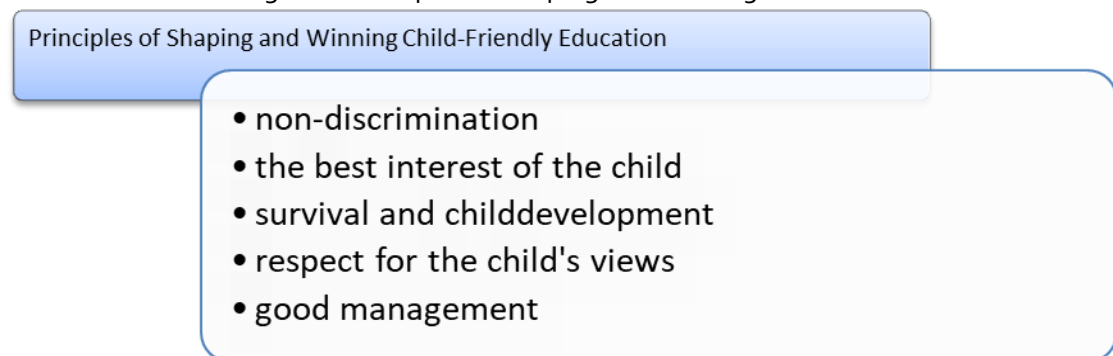 Principles of Shaping and Winning Child-Friendly Education
• non-discrimination
• the best interest of the child
• survival and childdevelopment
• respect for the child's views
• good management